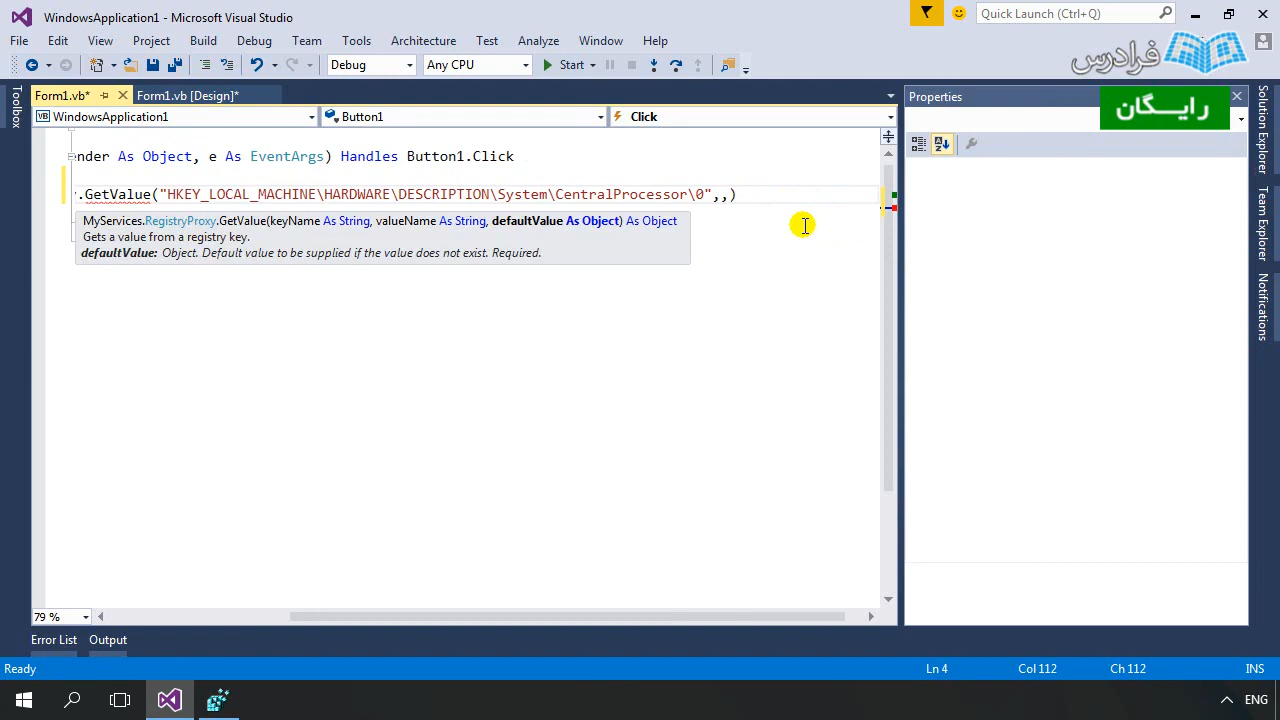 WindowsApplication1 - Microsoft Visual Studio
Quick Launch (Ctrl+Q)
File Edit View Project Build Debug Team Tools Architecture Test Analyze Window Help
Debug Any CPU Start
فرادرس
Form1.vb* Form1.vb [Design]*
Properties
رایـــگان
Toolbox
WindowsApplication1 Button1 Click
ender As Object, e As EventArgs) Handles Button1.Click
.GetValue("HKEY_LOCAL_MACHINE\HARDWARE\DESCRIPTION\System\CentralProcessor\0",,)
MyServices.RegistryProxy.GetValue(keyName As String, valueName As String, defaultValue As Object) As Object
Gets a value from a registry key.
defaultValue: Object. Default value to be supplied if the value does not exist. Required.
Solution Explorer
Team Explorer
Notifications
79 %
Error List Output
Ready Ln 4 Col 112 Ch 112 INS
ENG